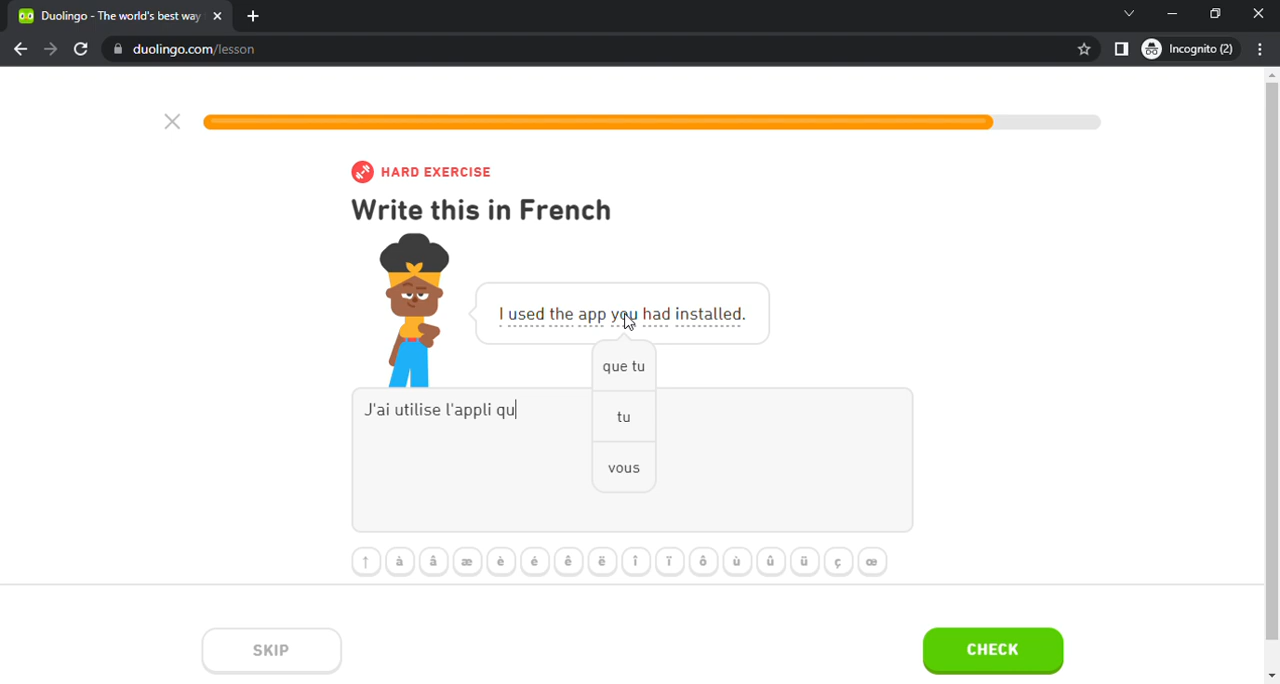 Duolingo - The world's best way
duolingo.com/lesson
Incognito (2)
HARD EXERCISE
Write this in French
I used the app you had installed.
que tu
J'ai utilise l'appli qu
tu
vous
↑ à â æ è é ê ë î ï ô ù û ü ç œ
SKIP
CHECK